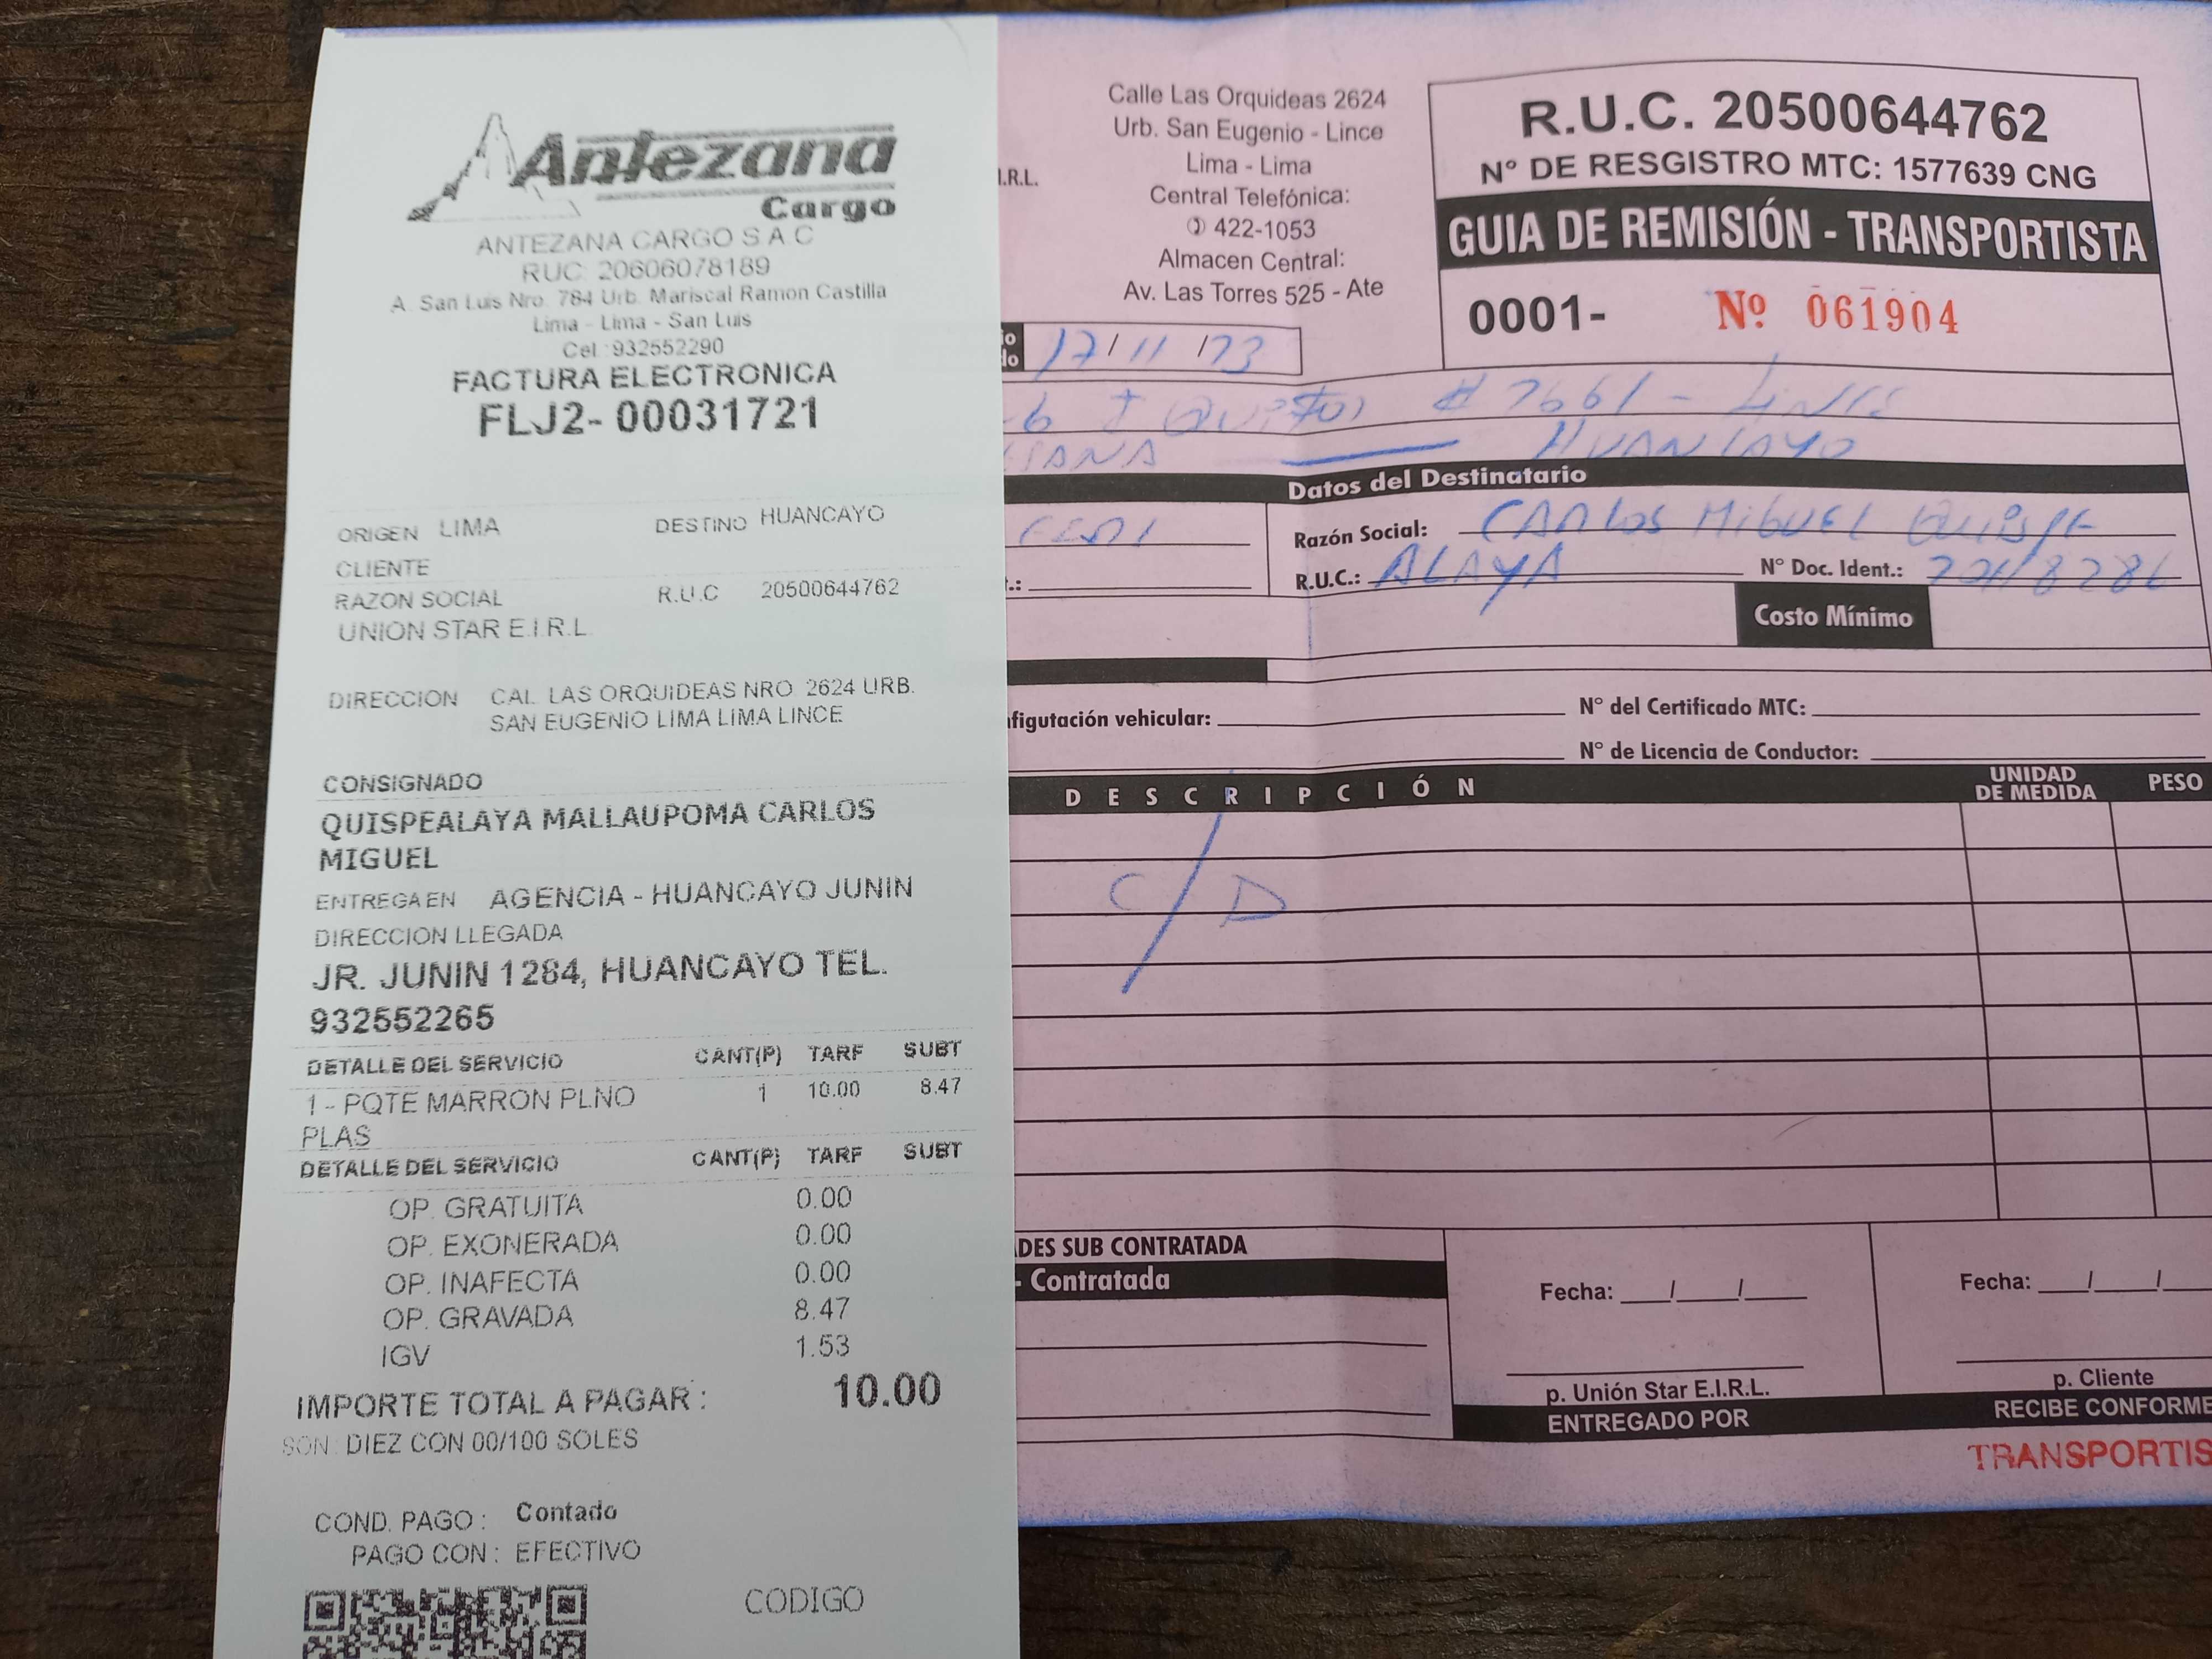 Antezana
Cargo
ANTEZANA CARGO S.A.C
RUC: 20606078189
A. San Luis Nro. 784 Urb. Mariscal Ramon Castilla
Lima - Lima - San Luis
Cel.:932552290
FACTURA ELECTRONICA
FLJ2- 00031721
ORIGEN LIMA DESTINO HUANCAYO
CLIENTE
RAZON SOCIAL R.U.C 20500644762
UNION STAR E.I.R.L.
DIRECCION CAL. LAS ORQUIDEAS NRO. 2624 URB.
SAN EUGENIO LIMA LIMA LINCE
CONSIGNADO
QUISPEALAYA MALLAUPOMA CARLOS
MIGUEL
ENTREGA EN AGENCIA - HUANCAYO JUNIN
DIRECCION LLEGADA
JR. JUNIN 1284, HUANCAYO TEL.
932552265
DETALLE DEL SERVICIO CANT(P) TARF SUBT
1 - PQTE MARRON PLNO 1 10.00 8.47
PLAS
DETALLE DEL SERVICIO CANT(P) TARF SUBT
OP. GRATUITA 0.00
OP. EXONERADA 0.00
OP. INAFECTA 0.00
OP. GRAVADA 8.47
IGV 1.53
IMPORTE TOTAL A PAGAR : 10.00
SON: DIEZ CON 00/100 SOLES
COND. PAGO : Contado
PAGO CON : EFECTIVO
CODIGO
I.R.L.
Calle Las Orquideas 2624
Urb. San Eugenio - Lince
Lima - Lima
Central Telefónica:
422-1053
Almacen Central:
Av. Las Torres 525 - Ate
R.U.C. 20500644762
N° DE RESGISTRO MTC: 1577639 CNG
GUIA DE REMISIÓN - TRANSPORTISTA
0001- Nº 061904
17/11/23
HUANCAYO
Datos del Destinatario
Razón Social: CARLOS MIGUEL QUISPE
R.U.C.: ALAYA N° Doc. Ident.:
Costo Mínimo
figutación vehicular: N° del Certificado MTC:
N° de Licencia de Conductor:
DESCRIPCIÓN UNIDAD DE MEDIDA PESO
C/D
DES SUB CONTRATADA
- Contratada
Fecha: __/__/__ Fecha: __/__/
p. Unión Star E.I.R.L. p. Cliente
ENTREGADO POR RECIBE CONFORME
TRANSPORTIS